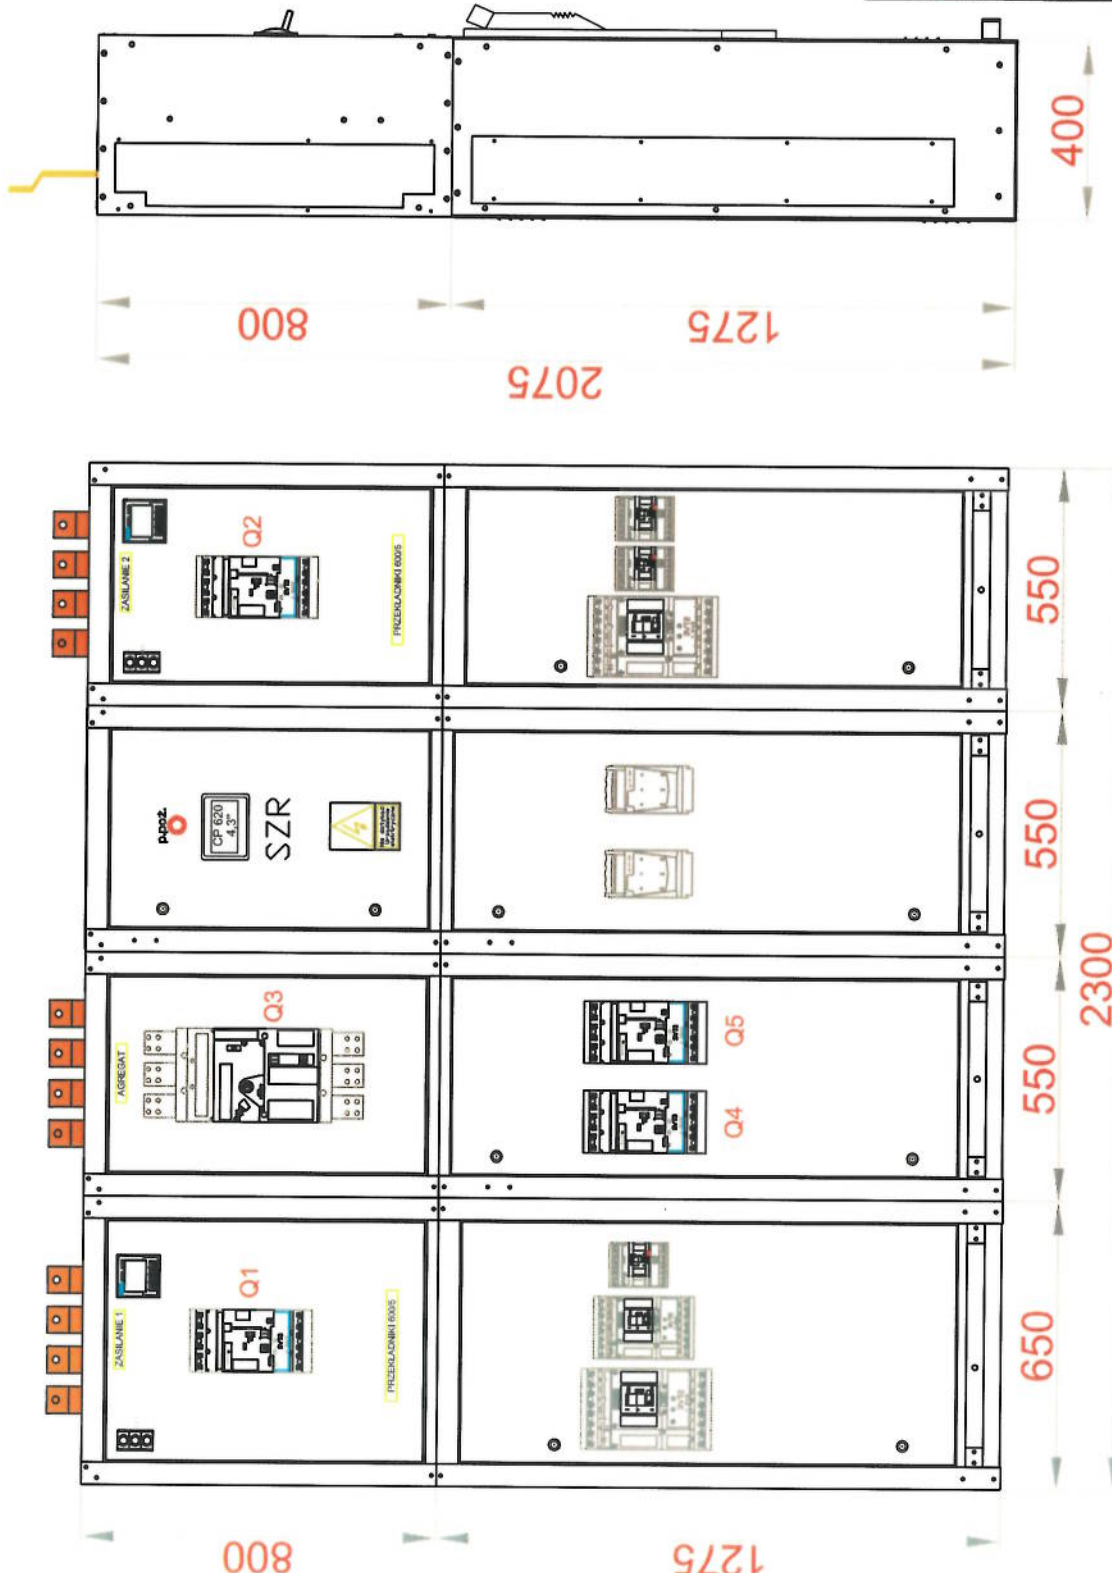 400
800
1275
2075
ZASILANIE 2
Q2
PRZEKŁADNIKI 600/5
550
p.poż.
CP 620
4,3"
SZR
550
AGREGAT
Q3
Q5
Q4
550
2300
ZASILANIE 1
Q1
PRZEKŁADNIKI 600/5
650
800
1275